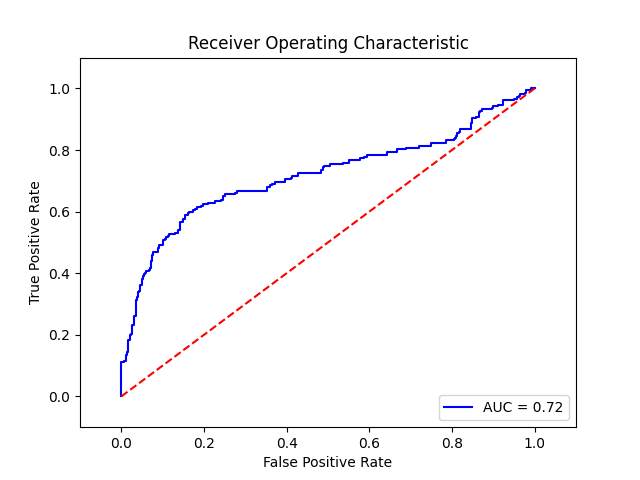 Receiver Operating Characteristic
True Positive Rate
1.0
0.8
0.6
0.4
0.2
0.0
AUC = 0.72
0.0 0.2 0.4 0.6 0.8 1.0
False Positive Rate